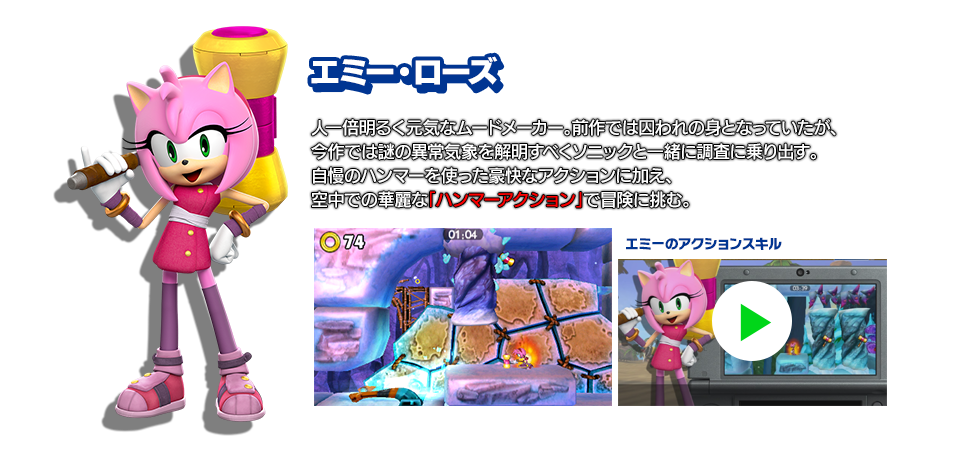 エミー・ローズ
人一倍明るく元気なムードメーカー。前作では囚われの身となっていたが、
今作では謎の異常気象を解明すべくソニックと一緒に調査に乗り出す。
自慢のハンマーを使った豪快なアクションに加え、
空中での華麗な「ハンマーアクション」で冒険に挑む。
74
01:04
エミーのアクションスキル